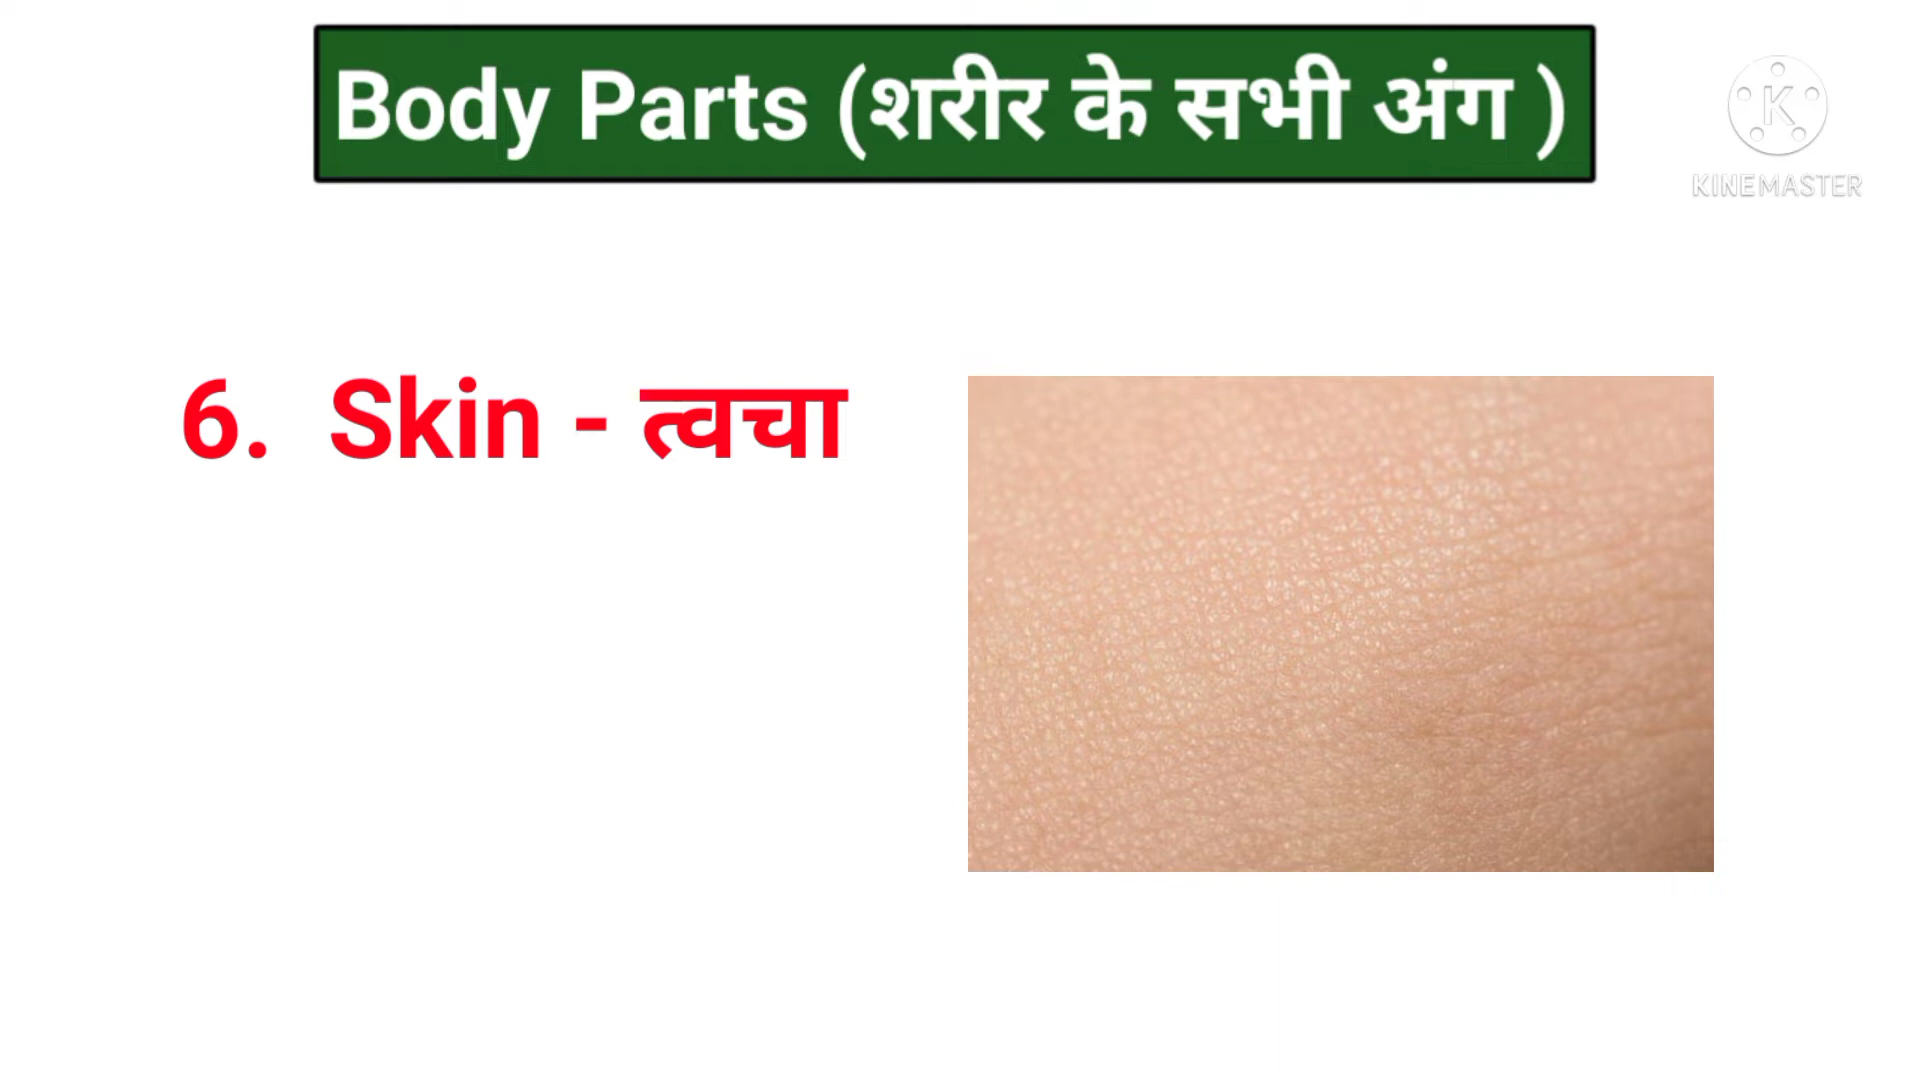 Body Parts (शरीर के सभी अंग )
K
KINEMASTER
6. Skin - त्वचा